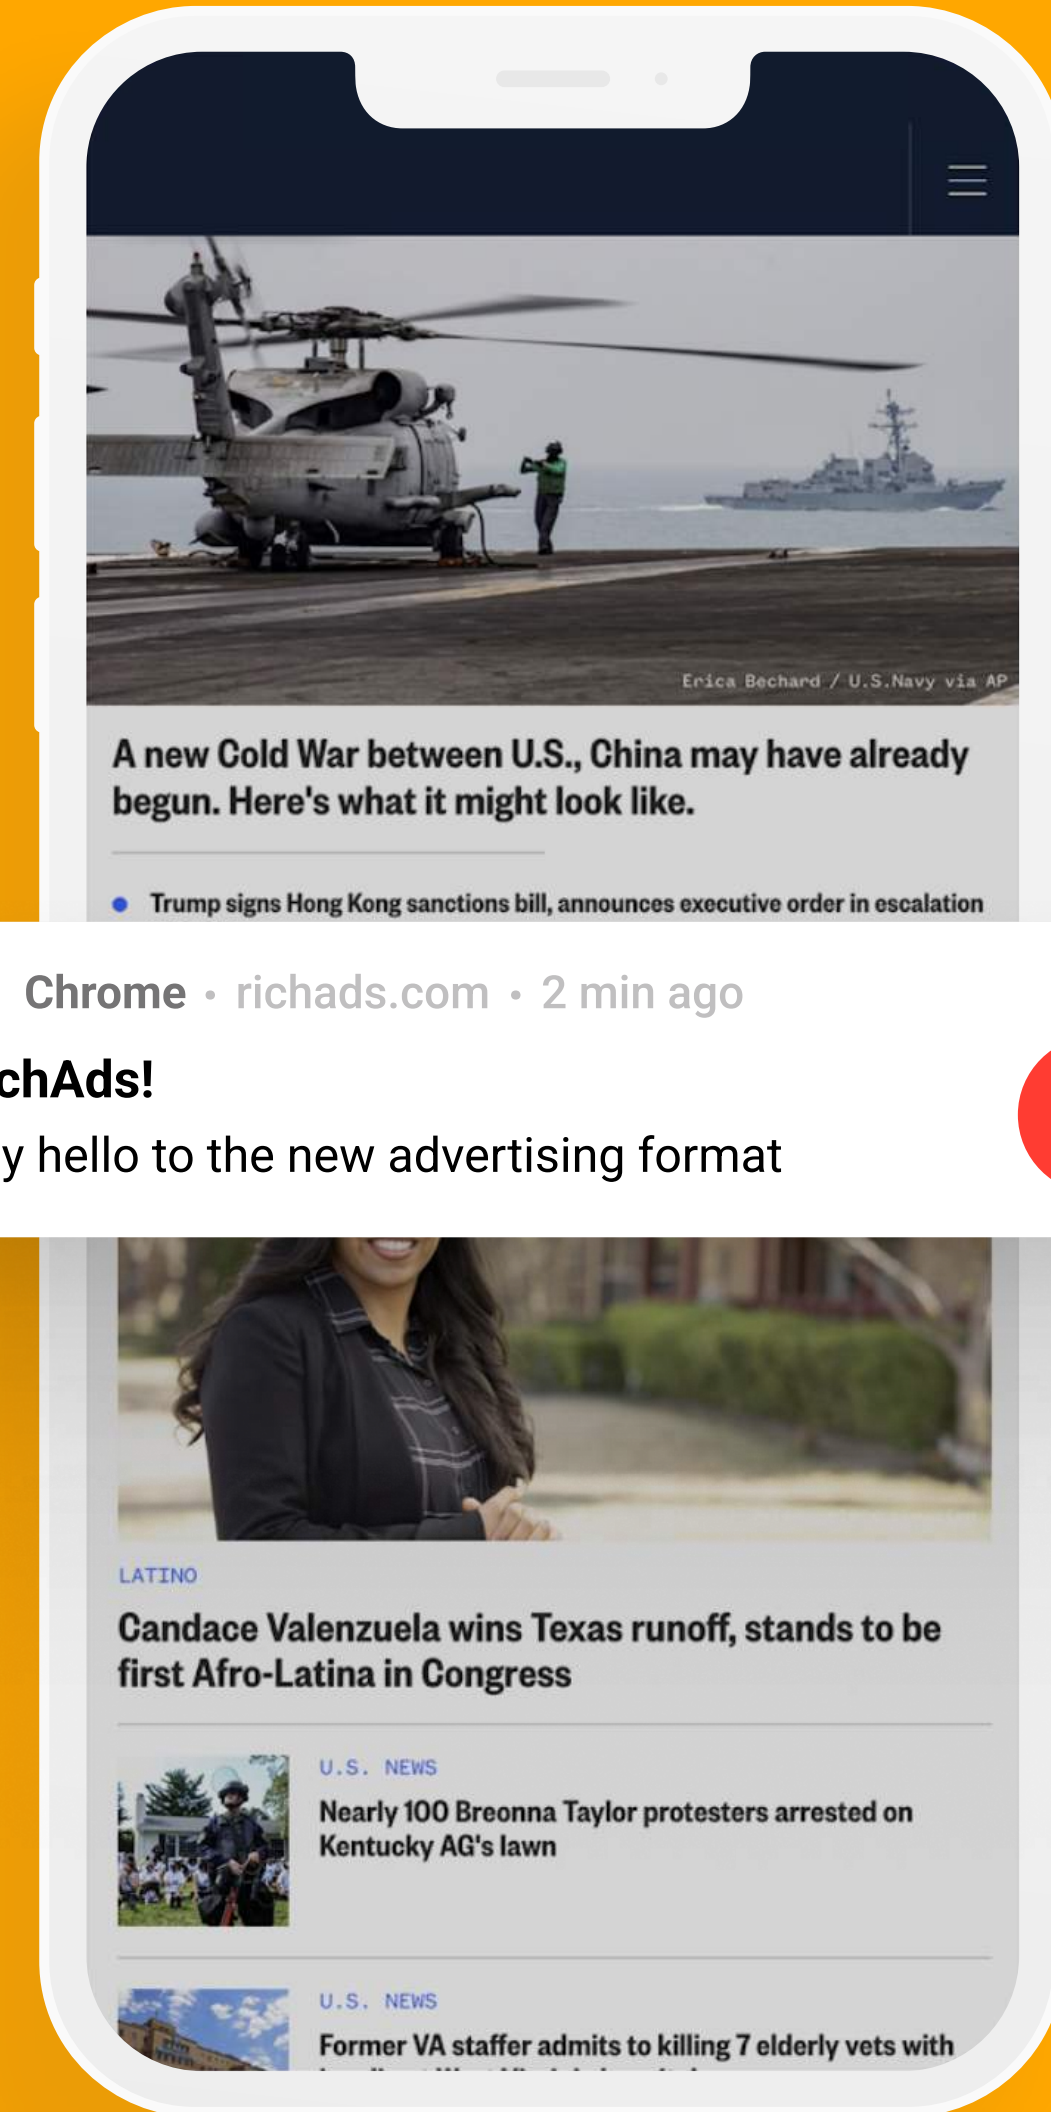 Erica Bechard / U.S.Navy via AP
A new Cold War between U.S., China may have already
begun. Here's what it might look like.
Trump signs Hong Kong sanctions bill, announces executive order in escalation
Chrome • richads.com • 2 min ago
chAds!
y hello to the new advertising format
LATINO
Candace Valenzuela wins Texas runoff, stands to be
first Afro-Latina in Congress
U.S. NEWS
Nearly 100 Breonna Taylor protesters arrested on
Kentucky AG's lawn
U.S. NEWS
Former VA staffer admits to killing 7 elderly vets with